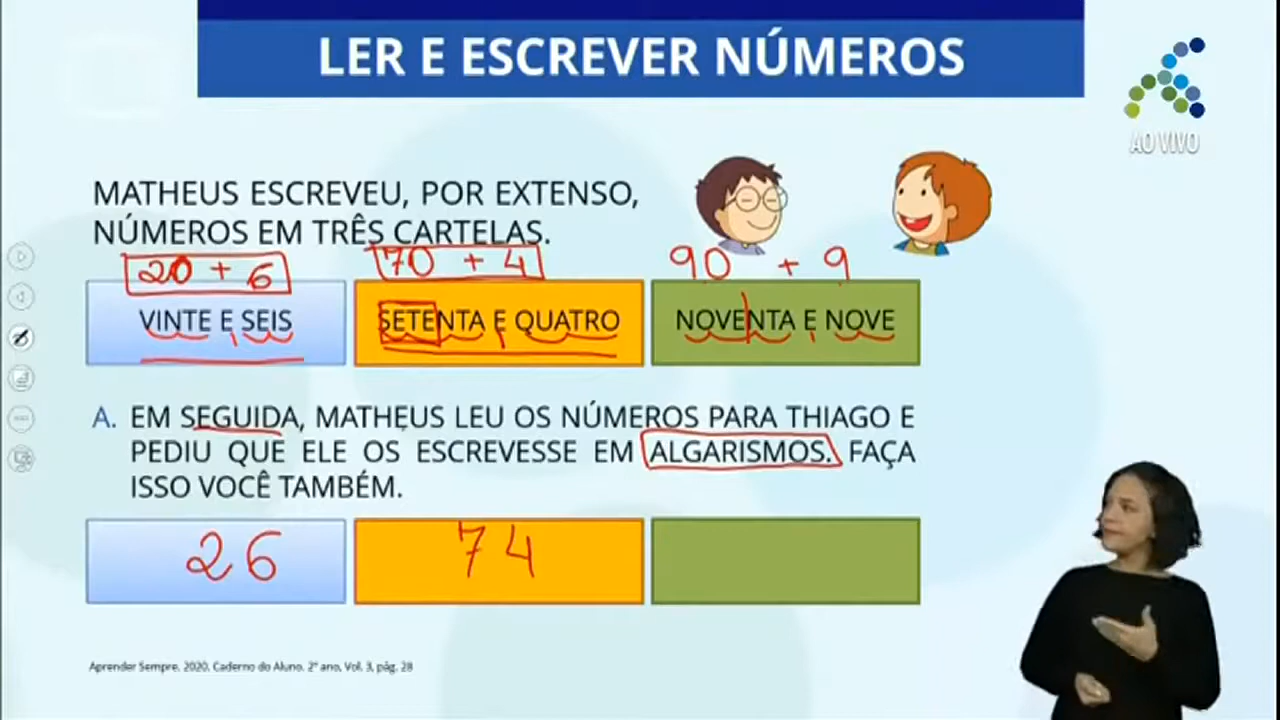 LER E ESCREVER NÚMEROS
AO VIVO
MATHEUS ESCREVEU, POR EXTENSO,
NÚMEROS EM TRÊS CARTELAS.
20 + 6
70 + 4
90 + 9
VINTE E SEIS
SETENTA E QUATRO
NOVENTA E NOVE
A. EM SEGUIDA, MATHEUS LEU OS NÚMEROS PARA THIAGO E
PEDIU QUE ELE OS ESCREVESSE EM ALGARISMOS. FAÇA
ISSO VOCÊ TAMBÉM.
26
74
Aprender Sempre. 2020. Caderno do Aluno. 2° ano, Vol. 3, pág. 28